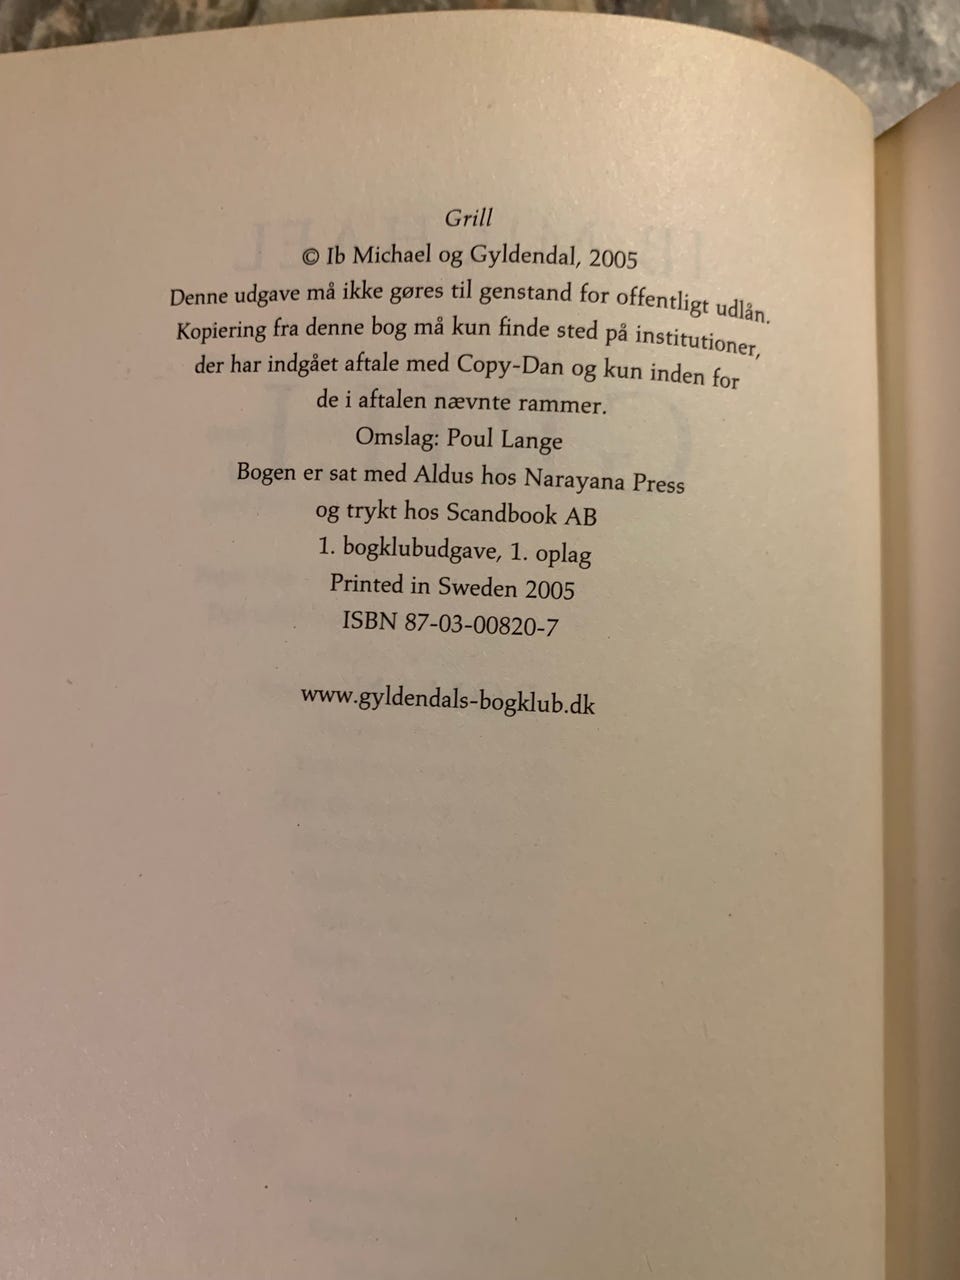 Grill
© Ib Michael og Gyldendal, 2005
Denne udgave må ikke gøres til genstand for offentligt udlån.
Kopiering fra denne bog må kun finde sted på institutioner,
der har indgået aftale med Copy-Dan og kun inden for
de i aftalen nævnte rammer.
Omslag: Poul Lange
Bogen er sat med Aldus hos Narayana Press
og trykt hos Scandbook AB
1. bogklubudgave, 1. oplag
Printed in Sweden 2005
ISBN 87-03-00820-7
www.gyldendals-bogklub.dk